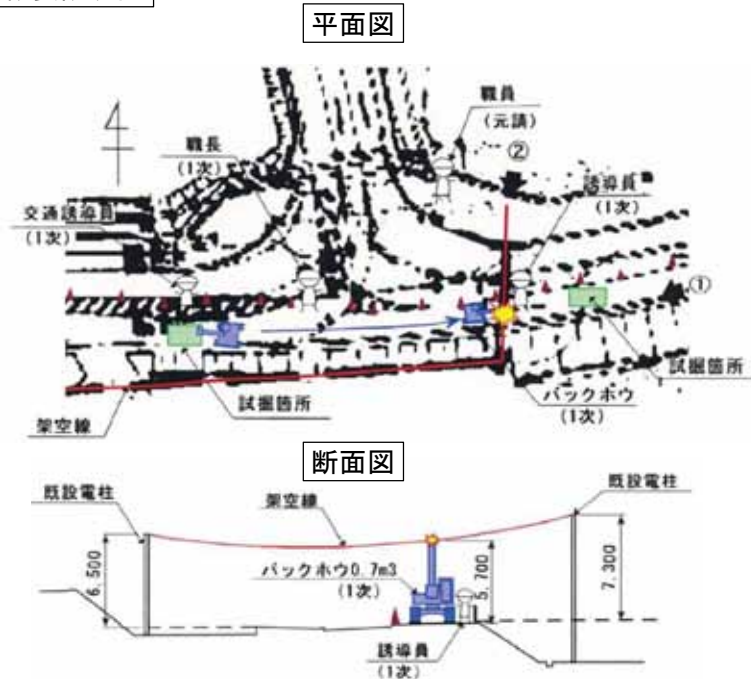 平面図
職員
(元請)
②
職長
(1次)
誘導員
(1次)
交通誘導員
(1次)
①
試掘箇所
試掘箇所
バックホウ
(1次)
架空線
断面図
既設電柱
架空線
既設電柱
6.500
バックホウ0.7m3
(1次)
5.700
7.300
誘導員
(1次)